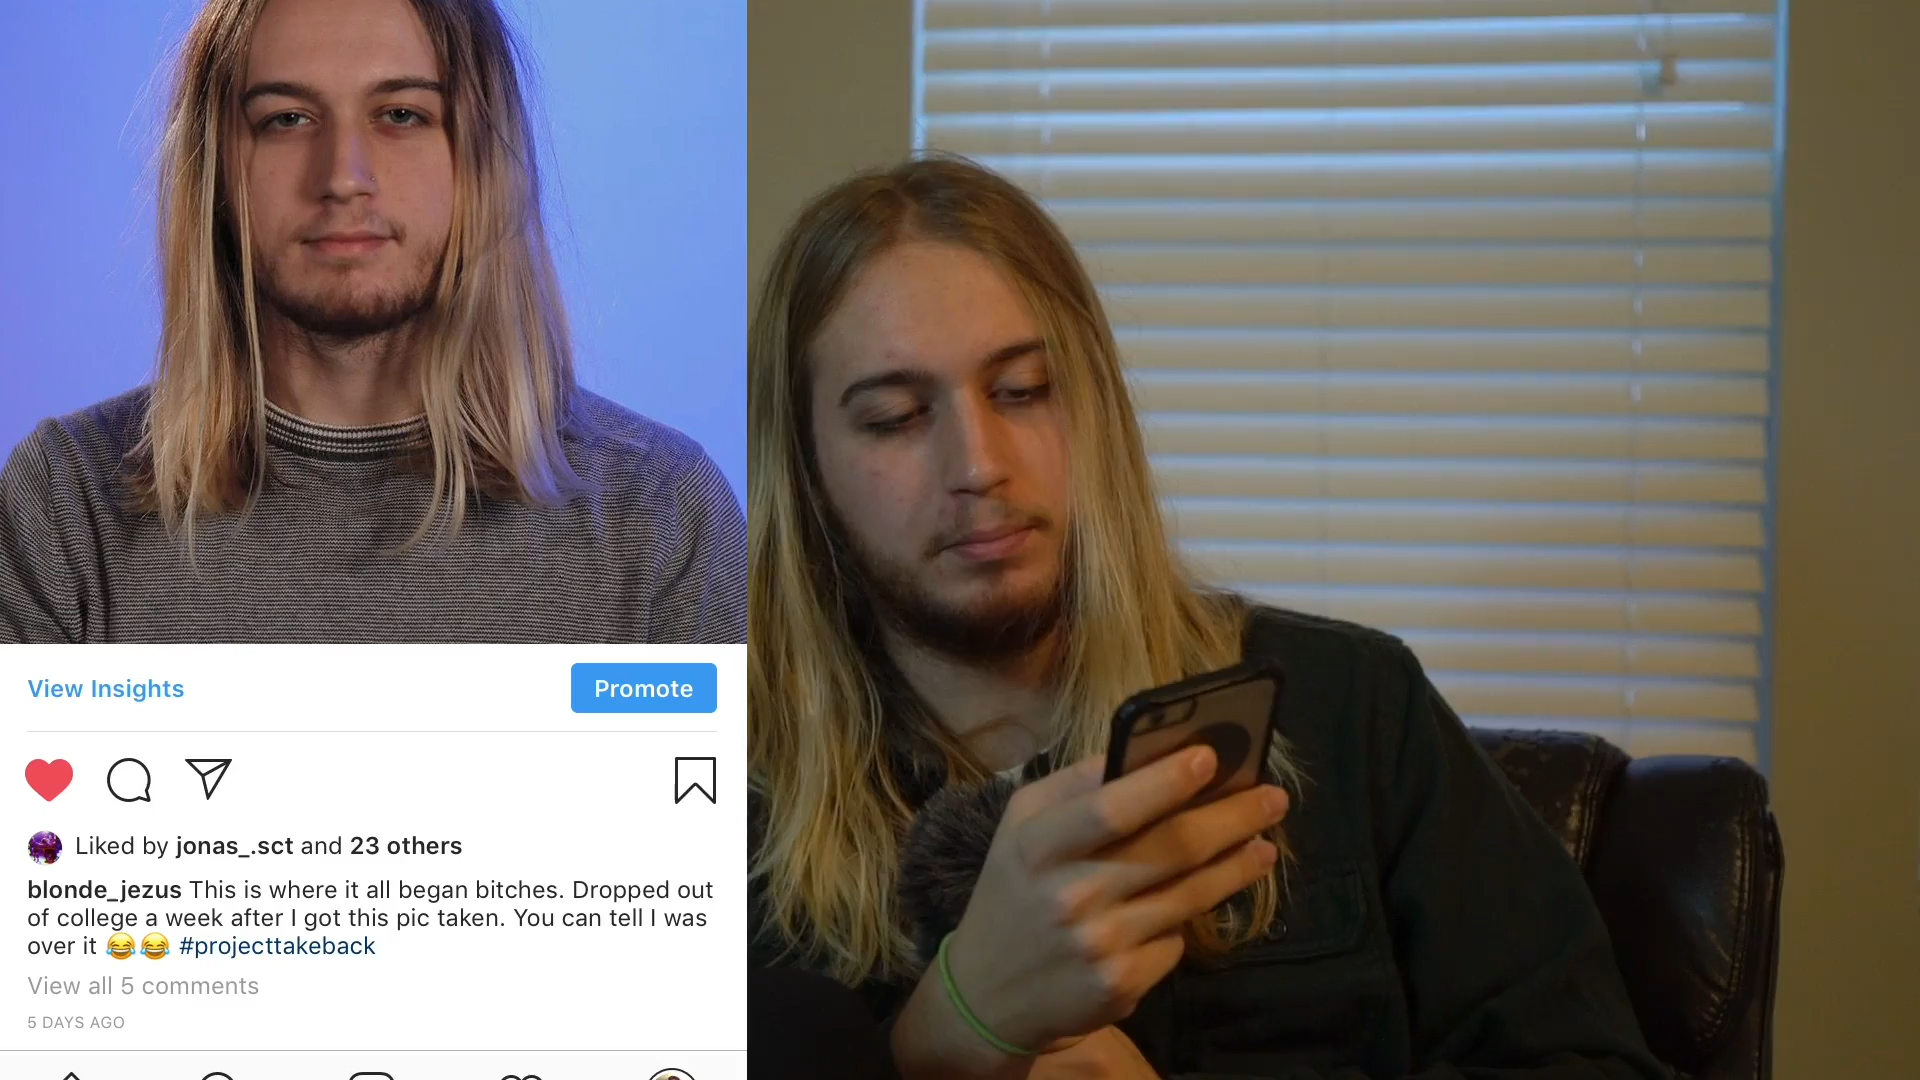 View Insights
Promote
Liked by jonas_.sct and 23 others
blonde_jezus This is where it all began bitches. Dropped out
of college a week after I got this pic taken. You can tell I was
over it 😂😂 #projecttakeback
View all 5 comments
5 DAYS AGO